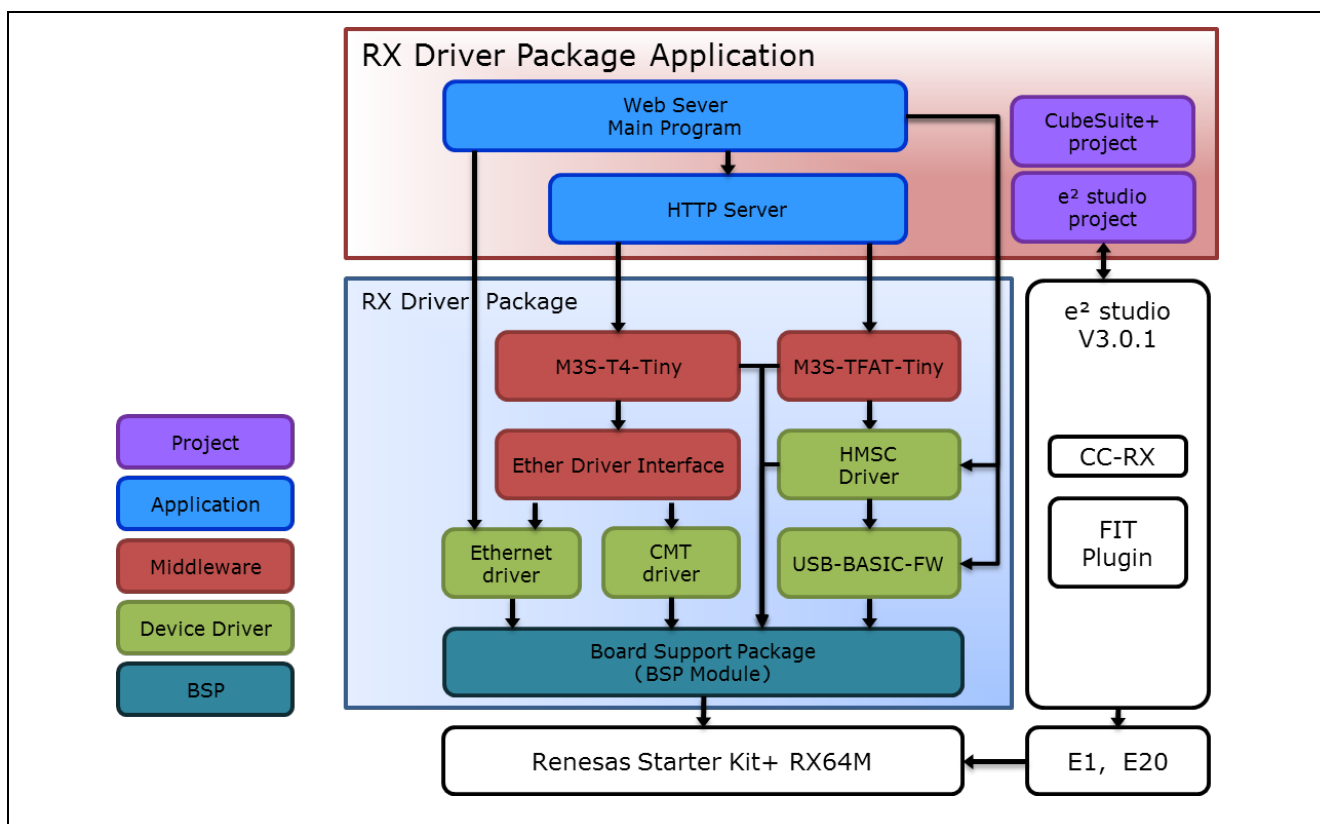 RX Driver Package Application
Web Sever
Main Program
CubeSuite+
project
HTTP Server
e² studio
project
RX Driver Package
e² studio
V3.0.1
M3S-T4-Tiny
M3S-TFAT-Tiny
Project
Ether Driver Interface
HMSC
Driver
CC-RX
Application
Ethernet
driver
CMT
driver
USB-BASIC-FW
FIT
Plugin
Middleware
Device Driver
Board Support Package
(BSP Module)
BSP
Renesas Starter Kit+ RX64M
E1, E20